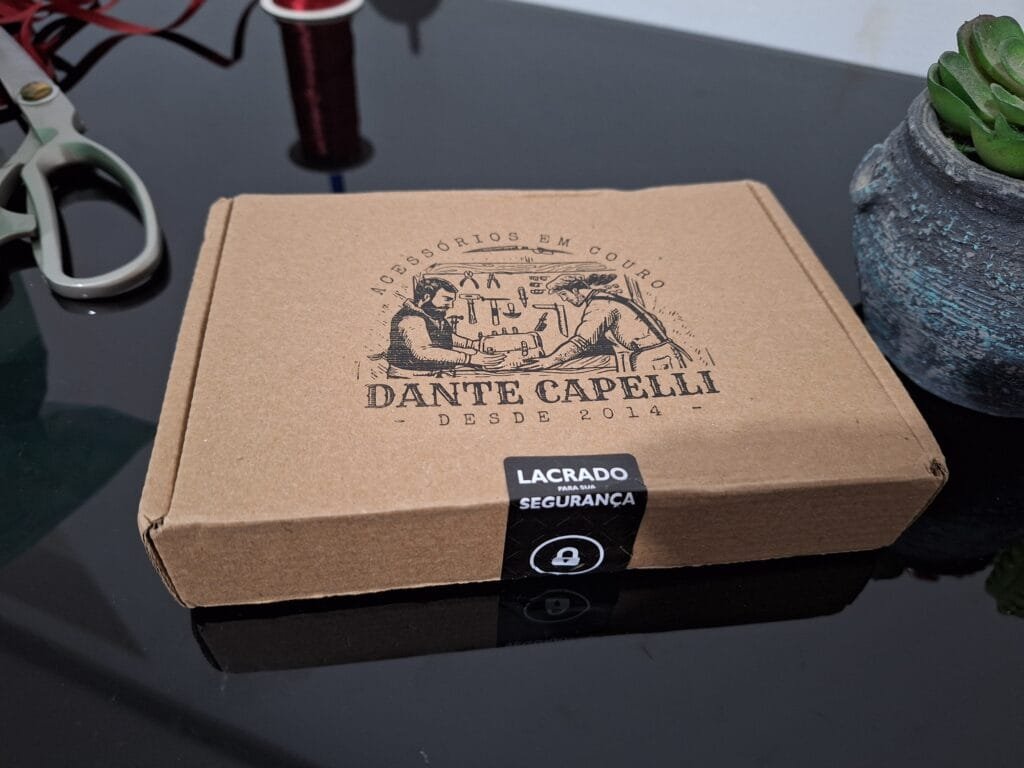 ACESSÓRIOS EM COURO
DANTE CAPELLI
- DESDE 2014 -
LACRADO
PARA SUA
SEGURANÇA